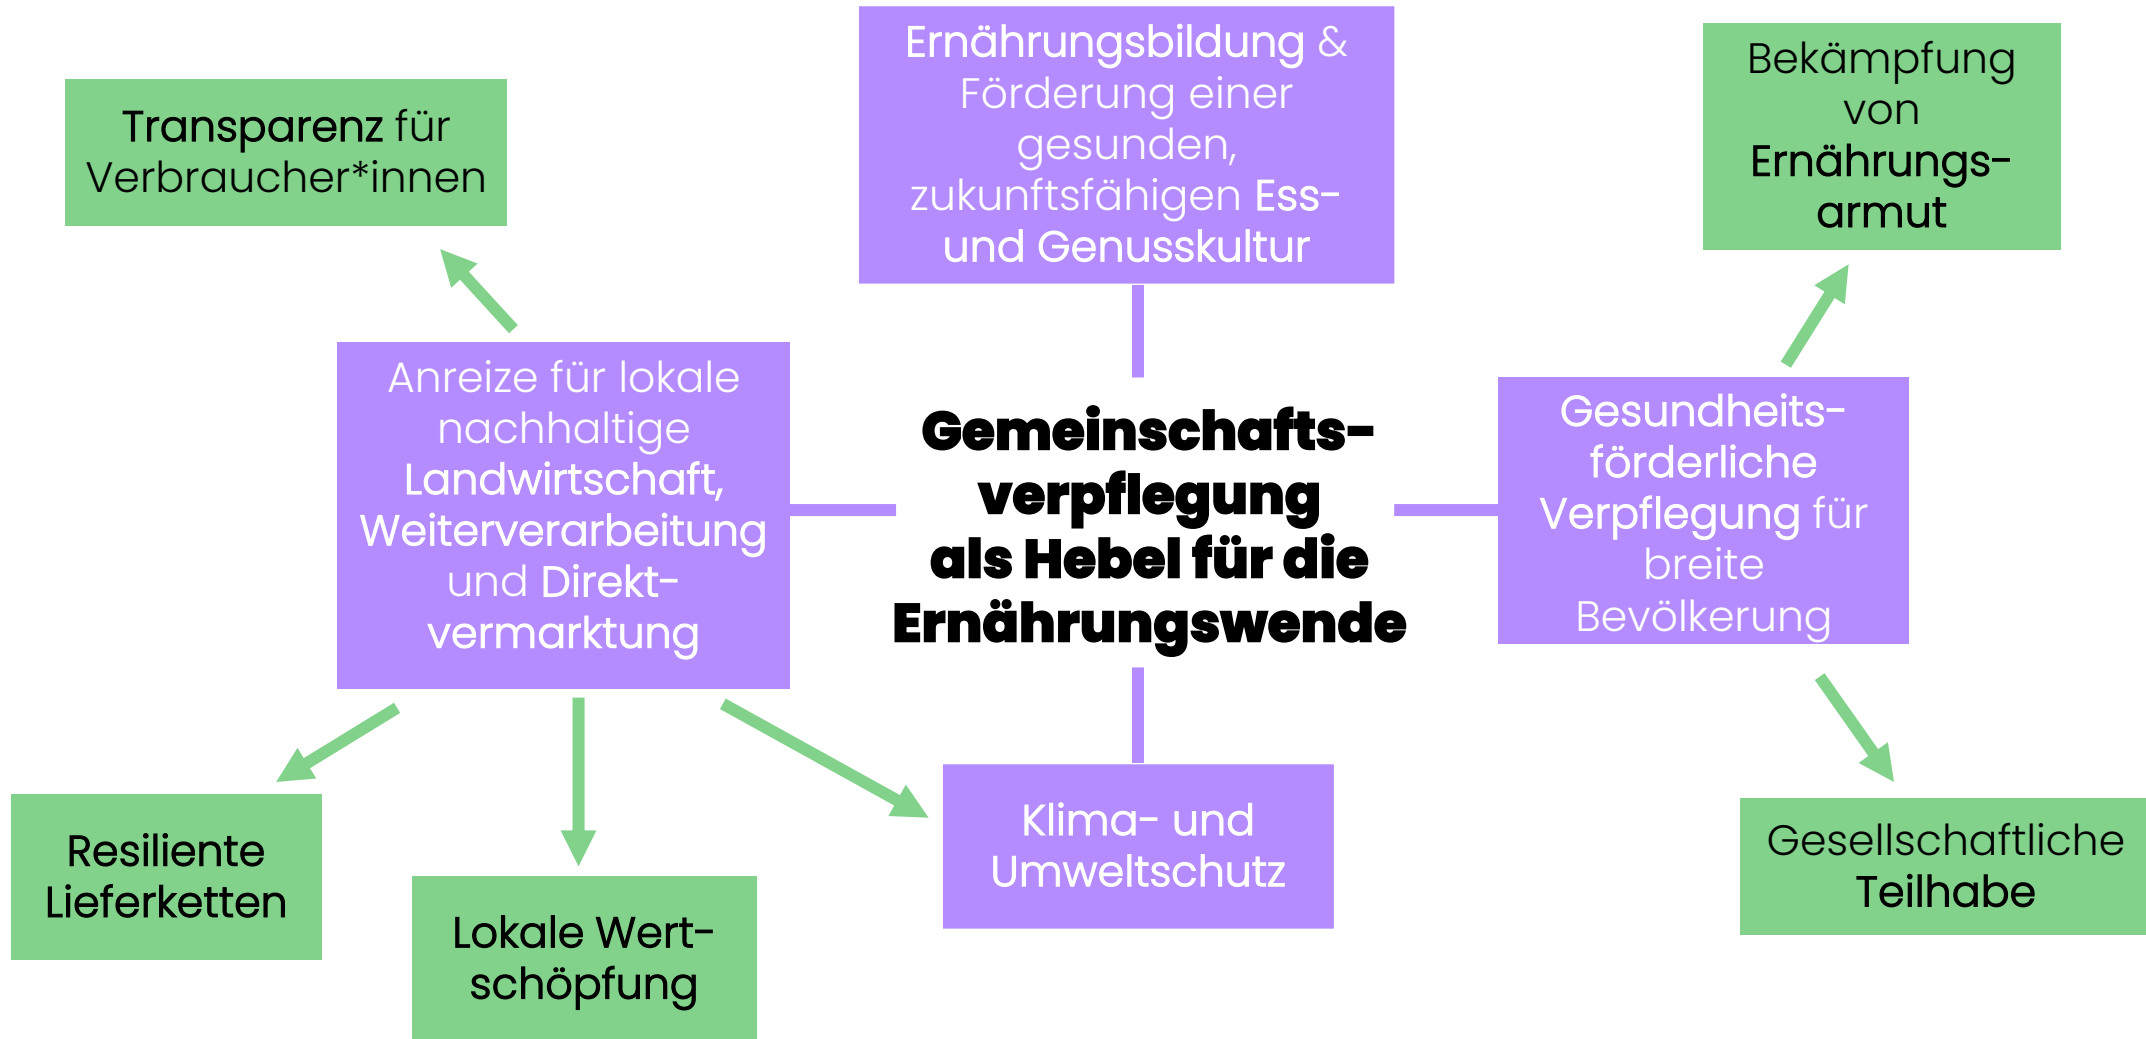 Ernährungsbildung &
Förderung einer
gesunden,
zukunftsfähigen Ess-
und Genusskultur
Bekämpfung
von
Ernährungs-
armut
Transparenz für
Verbraucher*innen
Anreize für lokale
nachhaltige
Landwirtschaft,
Weiterverarbeitung
und Direkt-
vermarktung
Gemeinschafts-
verpflegung
als Hebel für die
Ernährungswende
Gesundheits-
förderliche
Verpflegung für
breite
Bevölkerung
Resiliente
Lieferketten
Lokale Wert-
schöpfung
Klima- und
Umweltschutz
Gesellschaftliche
Teilhabe